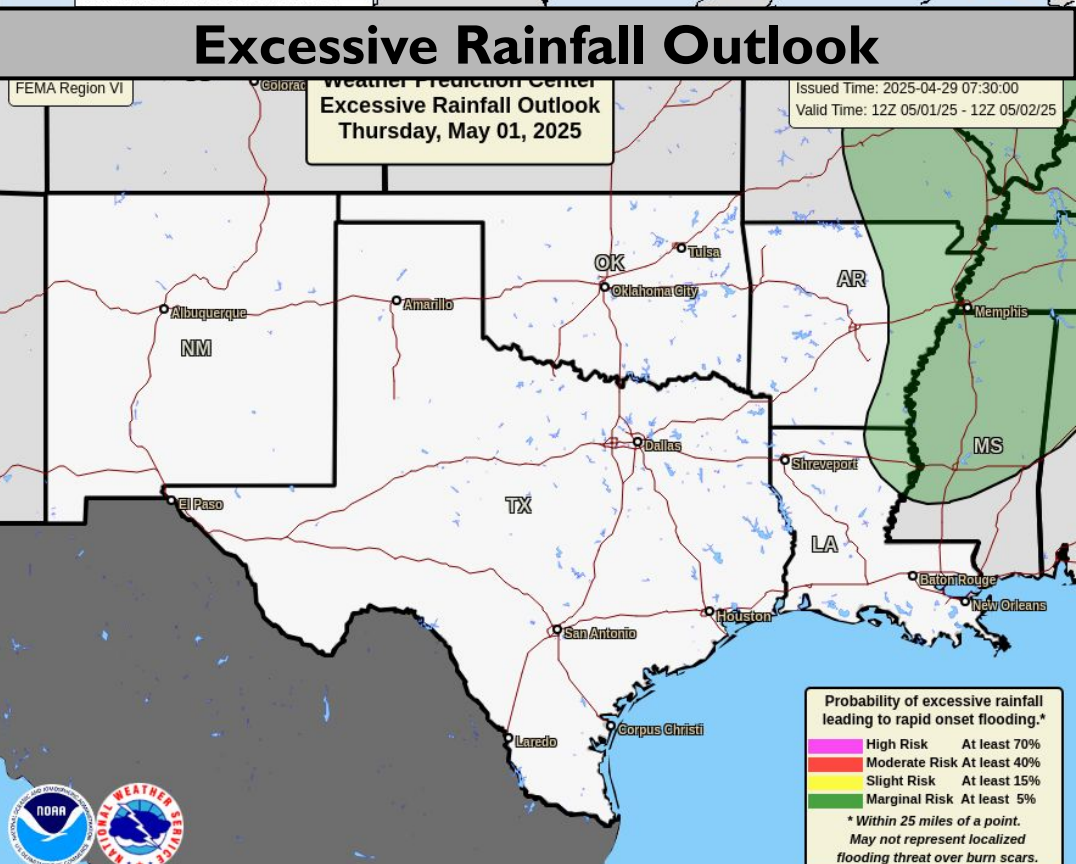 Excessive Rainfall Outlook
FEMA Region VI
Weather Prediction Center
Excessive Rainfall Outlook
Thursday, May 01, 2025
Issued Time: 2025-04-29 07:30:00
Valid Time: 12Z 05/01/25 - 12Z 05/02/25
Colorad
Tulsa
OK
AR
Oklahoma City
Amarillo
Albuquerque
Memphis
NM
Dallas
MS
Shreveport
El Paso
TX
LA
Baton Rouge
New Orleans
Houston
San Antonio
Corpus Christi
Laredo
Probability of excessive rainfall
leading to rapid onset flooding.*
High Risk At least 70%
Moderate Risk At least 40%
Slight Risk At least 15%
Marginal Risk At least 5%
* Within 25 miles of a point.
May not represent localized
flooding threat over burn scars.
NOAA
NATIONAL WEATHER SERVICE